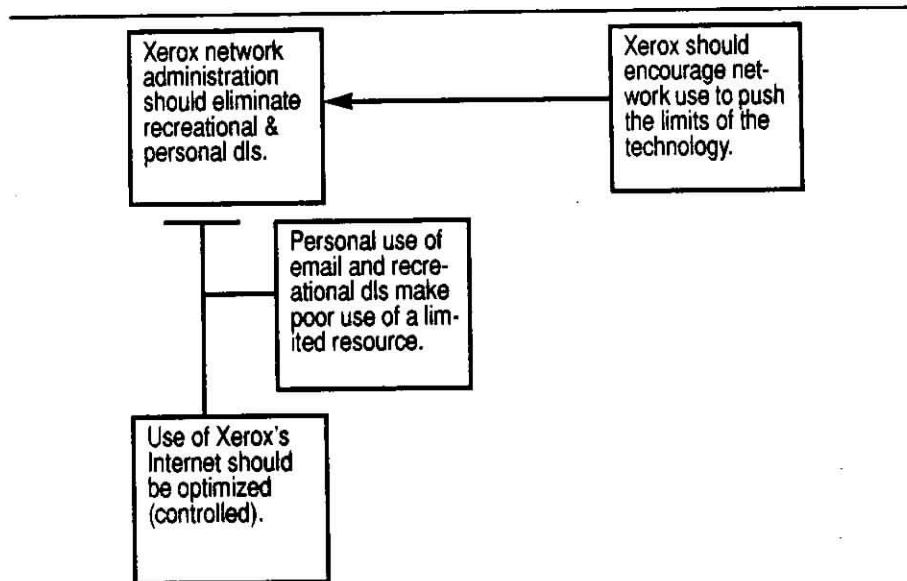 Xerox network
administration
should eliminate
recreational &
personal dls.
Xerox should
encourage net-
work use to push
the limits of the
technology.
Personal use of
email and recre-
ational dls make
poor use of a lim-
ited resource.
Use of Xerox's
Internet should
be optimized
(controlled).